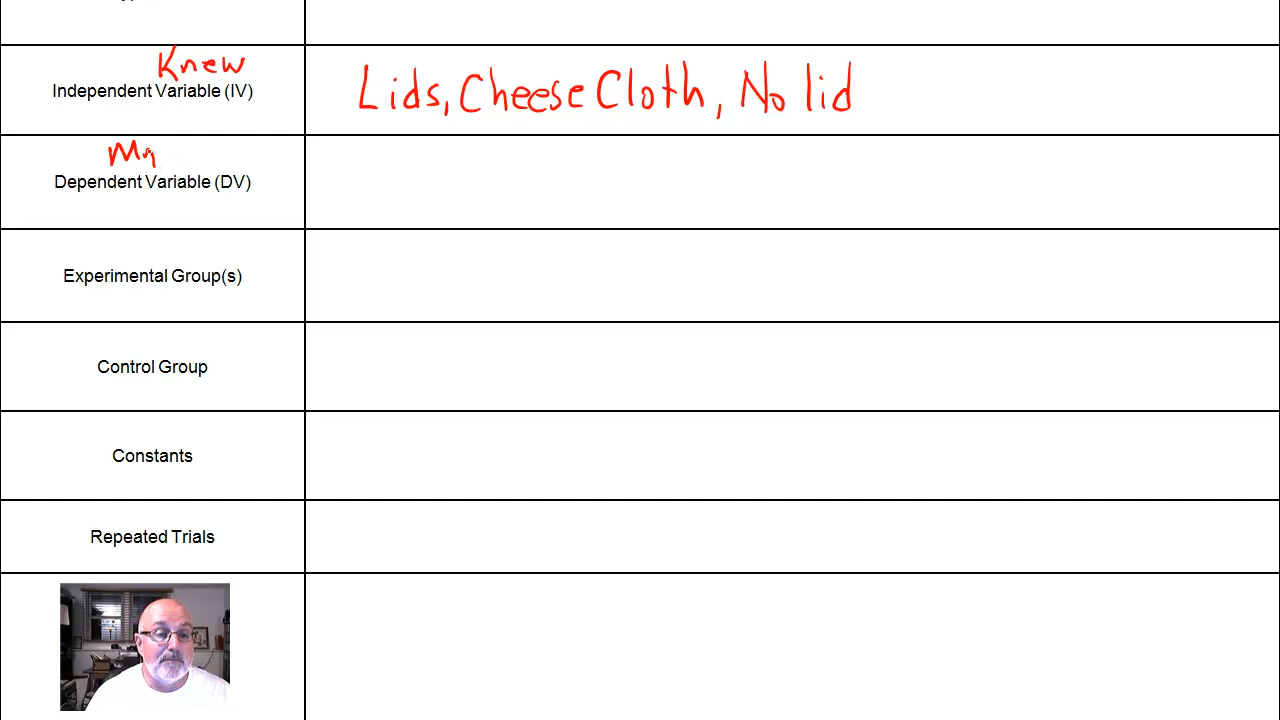 Knew
Independent Variable (IV)
Lids, Cheese Cloth, No lid
Dependent Variable (DV)
Experimental Group(s)
Control Group
Constants
Repeated Trials